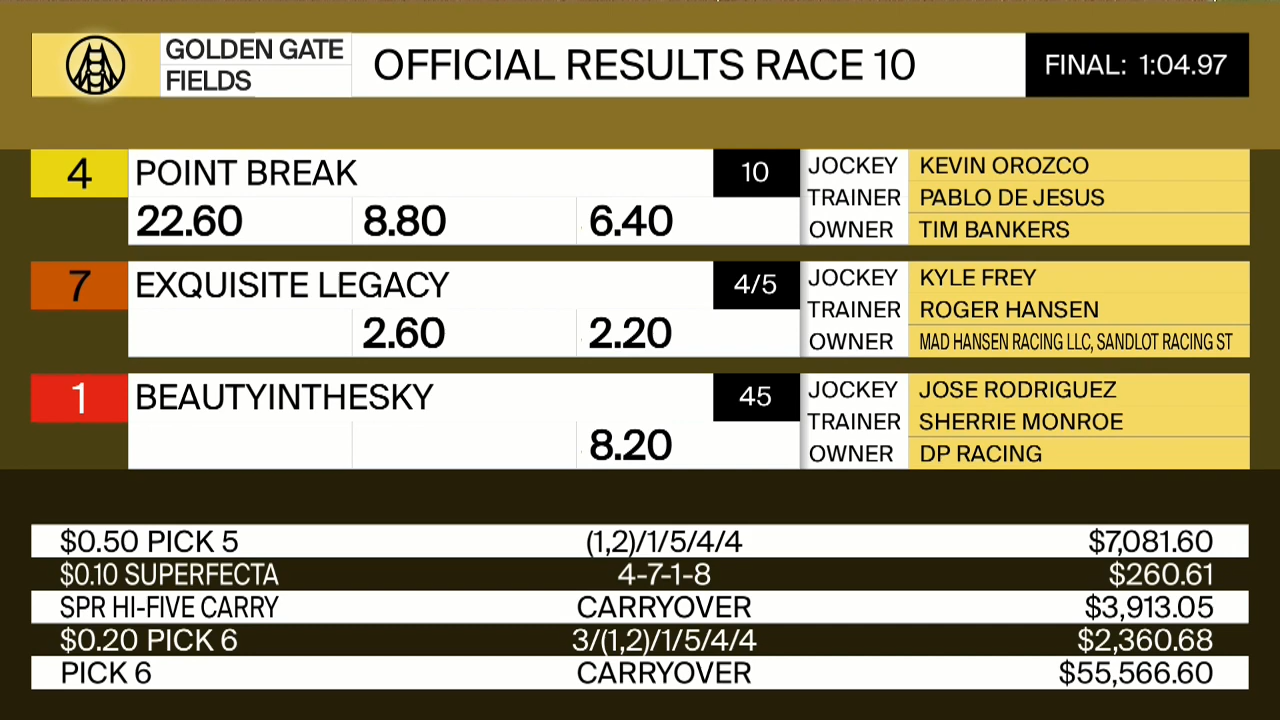 GOLDEN GATE
FIELDS
OFFICIAL RESULTS RACE 10
FINAL: 1:04.97
4 POINT BREAK 10
22.60 8.80 6.40
JOCKEY KEVIN OROZCO
TRAINER PABLO DE JESUS
OWNER TIM BANKERS
7 EXQUISITE LEGACY 4/5
2.60 2.20
JOCKEY KYLE FREY
TRAINER ROGER HANSEN
OWNER MAD HANSEN RACING LLC, SANDLOT RACING ST
1 BEAUTYINTHESKY 45
8.20
JOCKEY JOSE RODRIGUEZ
TRAINER SHERRIE MONROE
OWNER DP RACING
$0.50 PICK 5 (1,2)/1/5/4/4 $7,081.60
$0.10 SUPERFECTA 4-7-1-8 $260.61
SPR HI-FIVE CARRY CARRYOVER $3,913.05
$0.20 PICK 6 3/(1,2)/1/5/4/4 $2,360.68
PICK 6 CARRYOVER $55,566.60